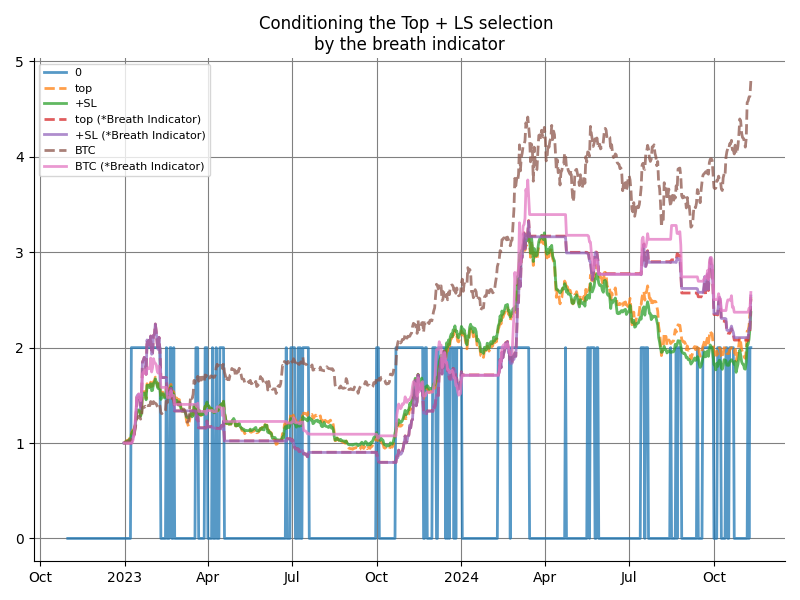 Conditioning the Top + LS selection
by the breath indicator
0
top
+SL
top (*Breath Indicator)
+SL (*Breath Indicator)
BTC
BTC (*Breath Indicator)
5
4
3
2
1
0
Oct
2023
Apr
Jul
Oct
2024
Apr
Jul
Oct